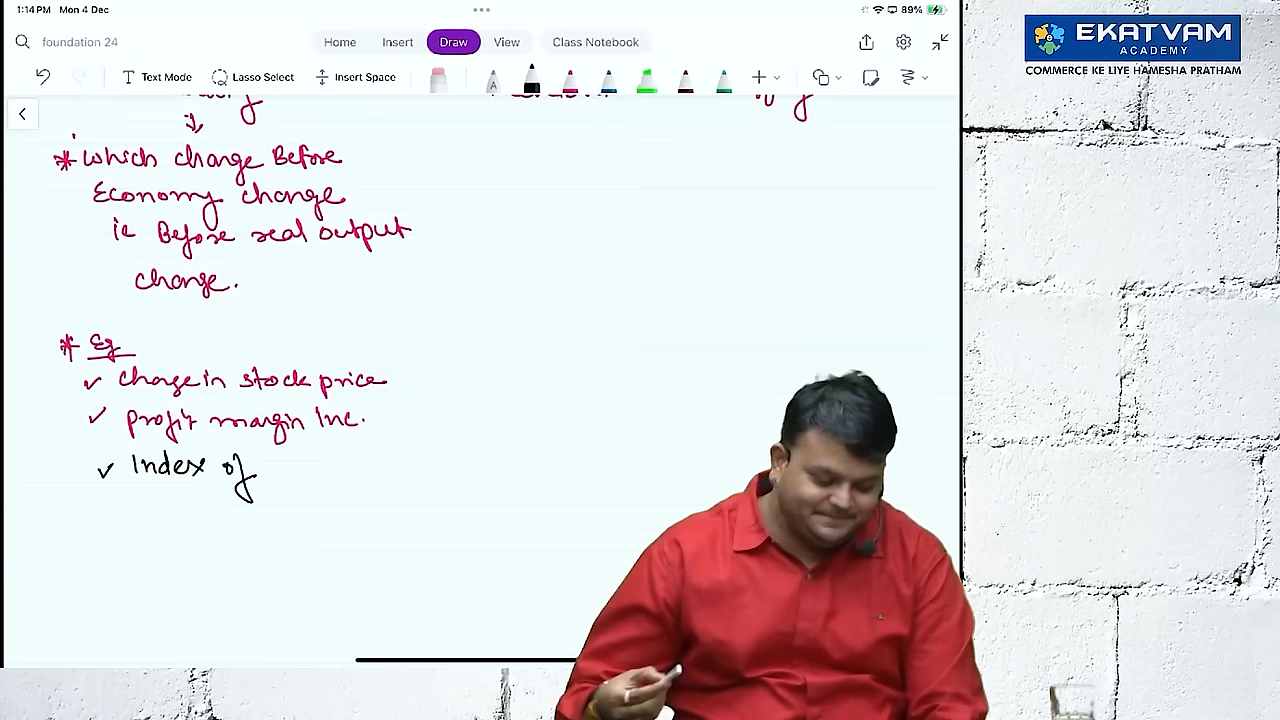 1:14 PM Mon 4 Dec
89%
foundation 24
Home Insert Draw View Class Notebook
Text Mode Lasso Select Insert Space
EKATVAM
ACADEMY
COMMERCE KE LIYE HAMESHA PRATHAM
* Which change Before
Economy change
ie Before real output
change.
* Eg
✓ Change in stock price
✓ Profit margin Inc.
✓ Index of